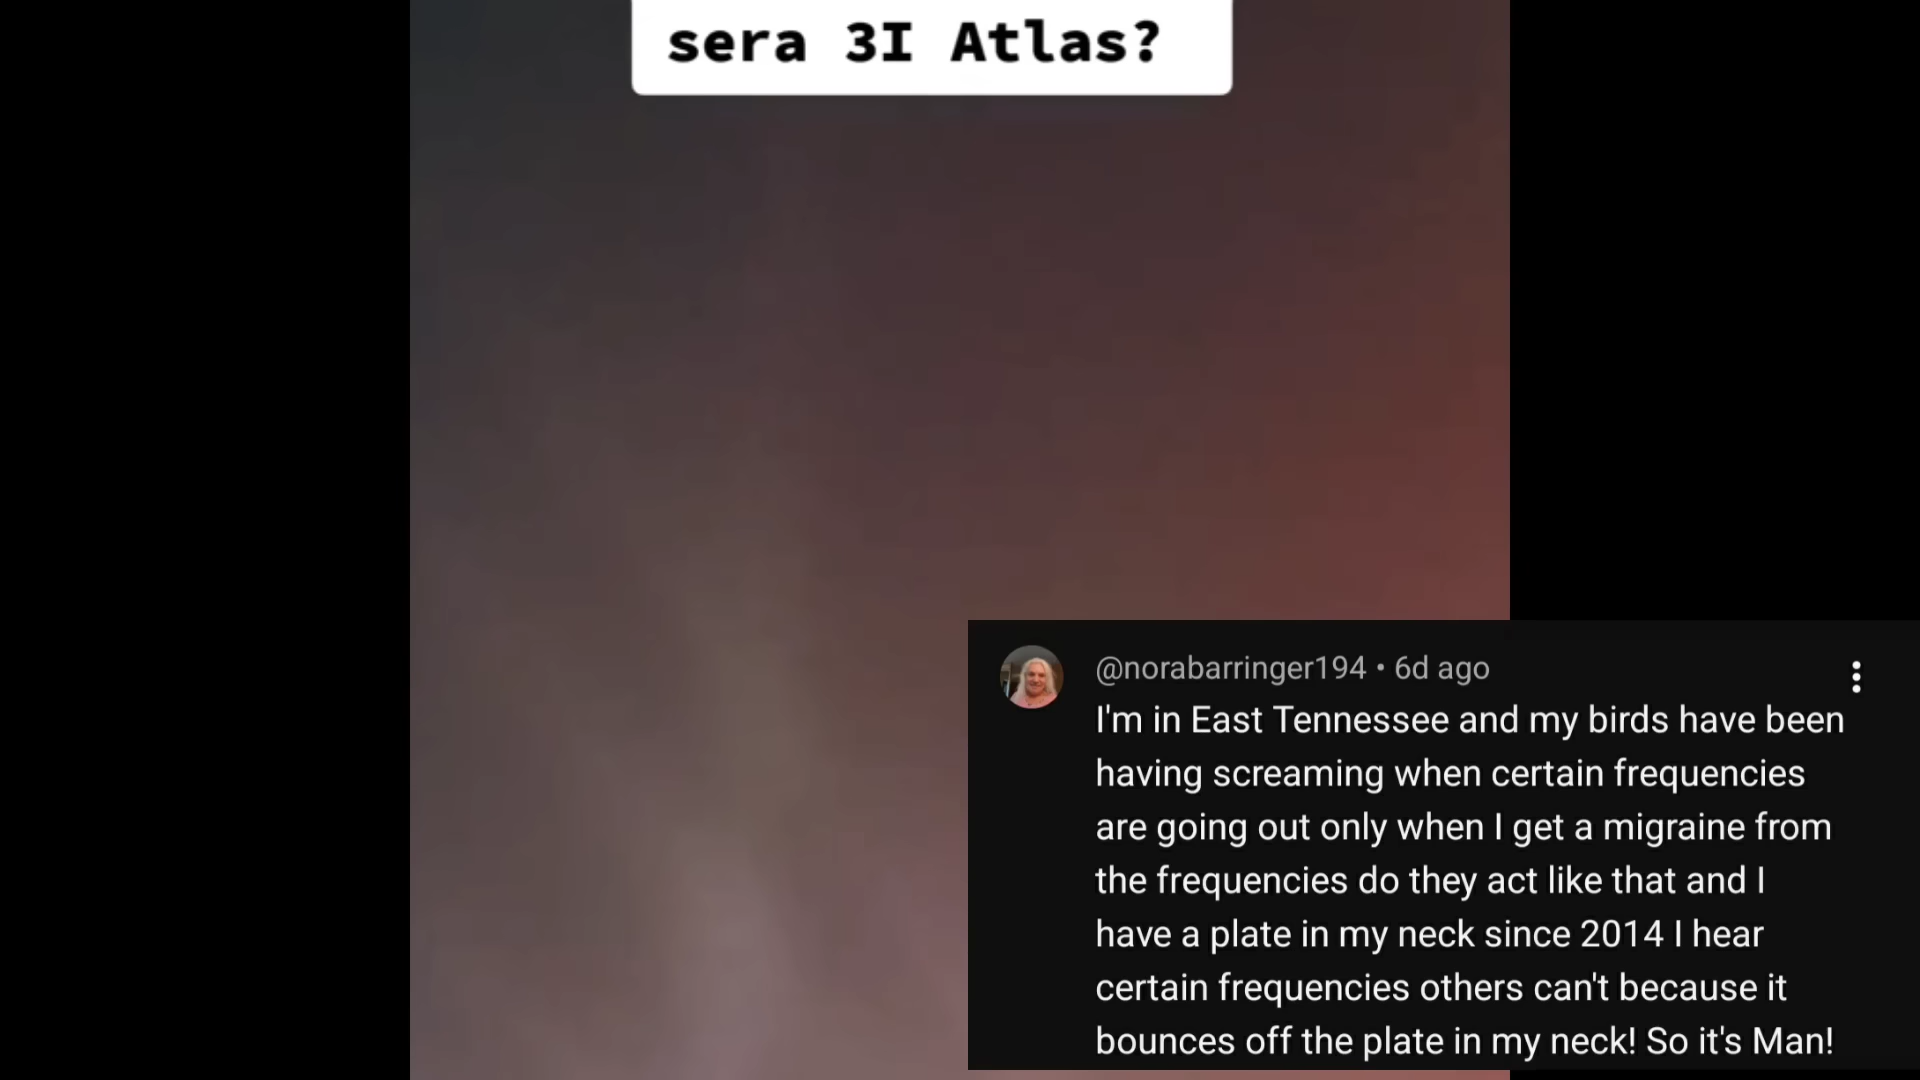 sera 3I Atlas?
@norabarringer194 • 6d ago
I'm in East Tennessee and my birds have been
having screaming when certain frequencies
are going out only when I get a migraine from
the frequencies do they act like that and I
have a plate in my neck since 2014 I hear
certain frequencies others can't because it
bounces off the plate in my neck! So it's Man!